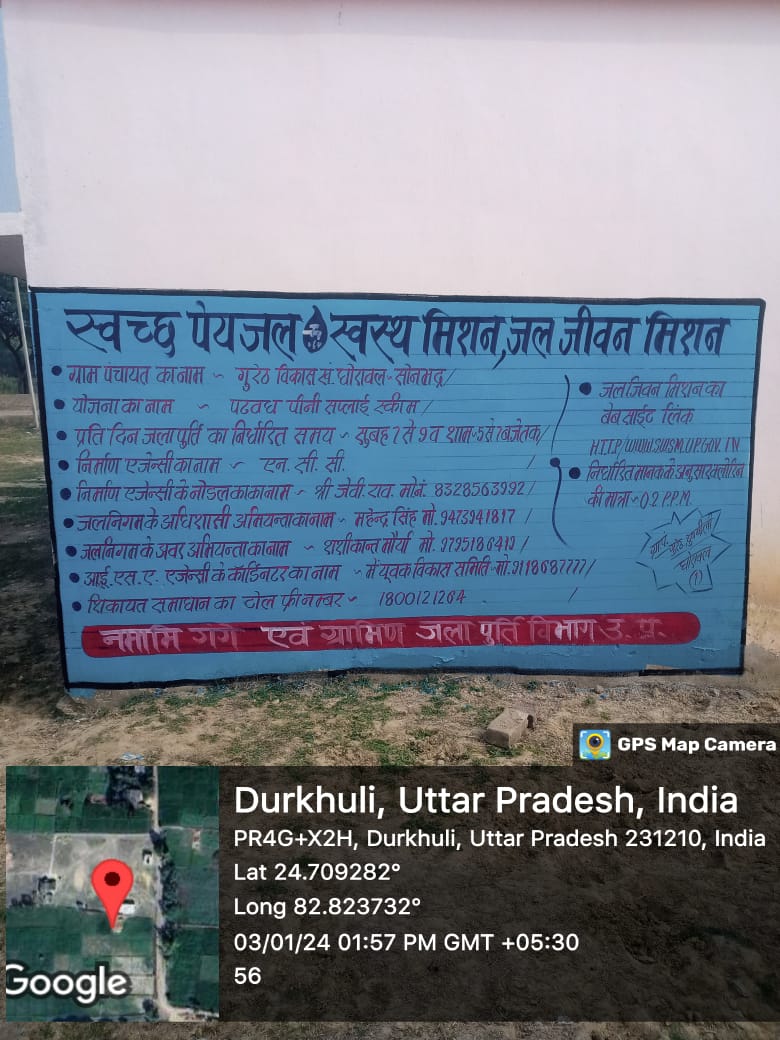 स्वच्छ पेयजल स्वस्थ मिशन, जल जीवन मिशन
• ग्राम पंचायत का नाम ~ गुरेठ विकास खं. घोरावल - सोनभद्र/
• योजना का नाम ~ पटवध पीनी सप्लाई स्कीम /
• प्रति दिन जला पुर्ति का निर्धारित समय ~ सुबह 7 से 9 व शाम - 5 से 7 बजे तक/
• निर्माण एजेन्सी का नाम ~ एन. सी. सी. /
• निर्माण एजेन्सी के नोडल का का नाम ~ श्री जेवी. राव. मोनं. 8328563992 /
• जलनिगम के अधिशासी अभियन्ता का नाम ~ महेन्द्र सिंह मो. 9473941817 /
• जलनिगम के अवर अभियन्ता का नाम ~ शशीकान्त मौर्या मो. 9795186419 /
• आई. एस. ए. एजेन्सी के कॉर्डिनटर का नाम ~ में युवक विकास समिति - मो. 9118687777 /
• शिकायत समाधान का टोल फ्री नम्बर ~ 1800121264 /
• जल जिवन मिशन का
वेब साईट लिंक
HTTP/WWW.SWSM.UP.GOV.IN
• निर्धारित मानक के अनुसार क्लोरिन
की मात्रा ~ 0.2 P.P.M.
घोरावल
1
नमामि गंगे एवं ग्रामिण जला पुर्ति विभाग उ. प्र.
GPS Map Camera
Durkhuli, Uttar Pradesh, India
PR4G+X2H, Durkhuli, Uttar Pradesh 231210, India
Lat 24.709282°
Long 82.823732°
03/01/24 01:57 PM GMT +05:30
56
Google